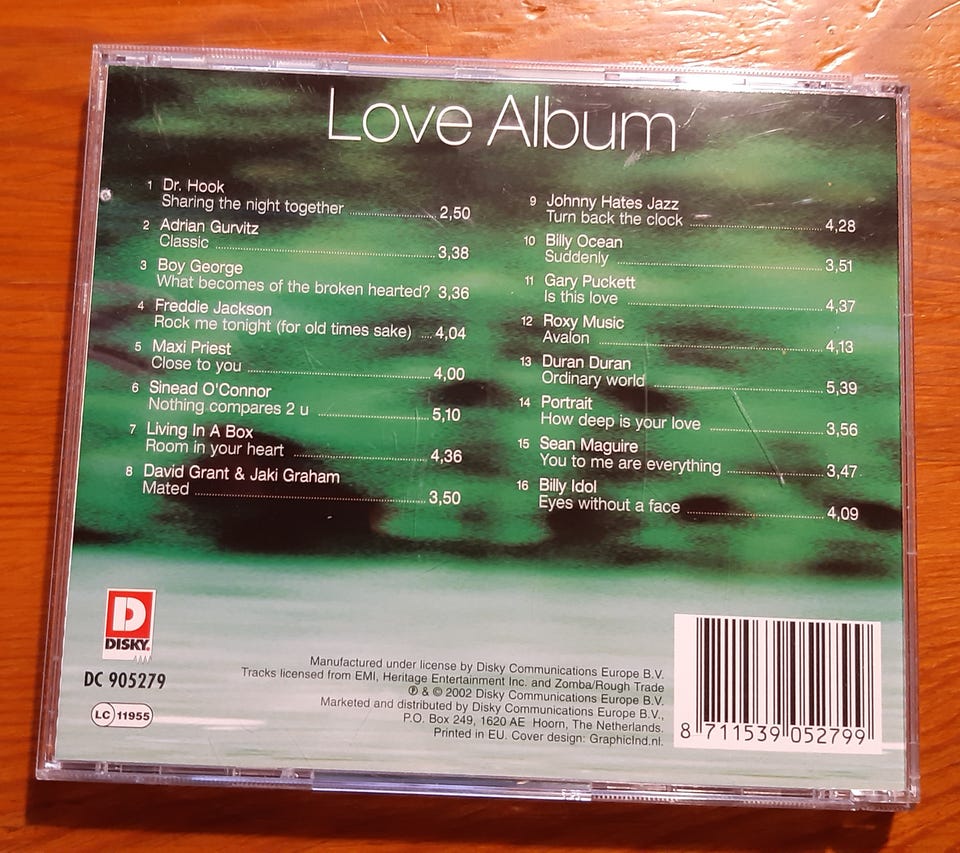 Love Album
1 Dr. Hook
Sharing the night together 2,50
2 Adrian Gurvitz
Classic 3,38
3 Boy George
What becomes of the broken hearted? 3,36
4 Freddie Jackson
Rock me tonight (for old times sake) 4,04
5 Maxi Priest
Close to you 4,00
6 Sinead O'Connor
Nothing compares 2 u 5,10
7 Living In A Box
Room in your heart 4,36
8 David Grant & Jaki Graham
Mated 3,50
9 Johnny Hates Jazz
Turn back the clock 4,28
10 Billy Ocean
Suddenly 3,51
11 Gary Puckett
Is this love 4,37
12 Roxy Music
Avalon 4,13
13 Duran Duran
Ordinary world 5,39
14 Portrait
How deep is your love 3,56
15 Sean Maguire
You to me are everything 3,47
16 Billy Idol
Eyes without a face 4,09
D
DISKY.
DC 905279
LC 11955
Manufactured under license by Disky Communications Europe B.V.
Tracks licensed from EMI, Heritage Entertainment Inc. and Zomba/Rough Trade
℗ & © 2002 Disky Communications Europe B.V.
Marketed and distributed by Disky Communications Europe B.V.,
P.O. Box 249, 1620 AE Hoorn, The Netherlands.
Printed in EU. Cover design: GraphicInd.nl.
8 711539 052799